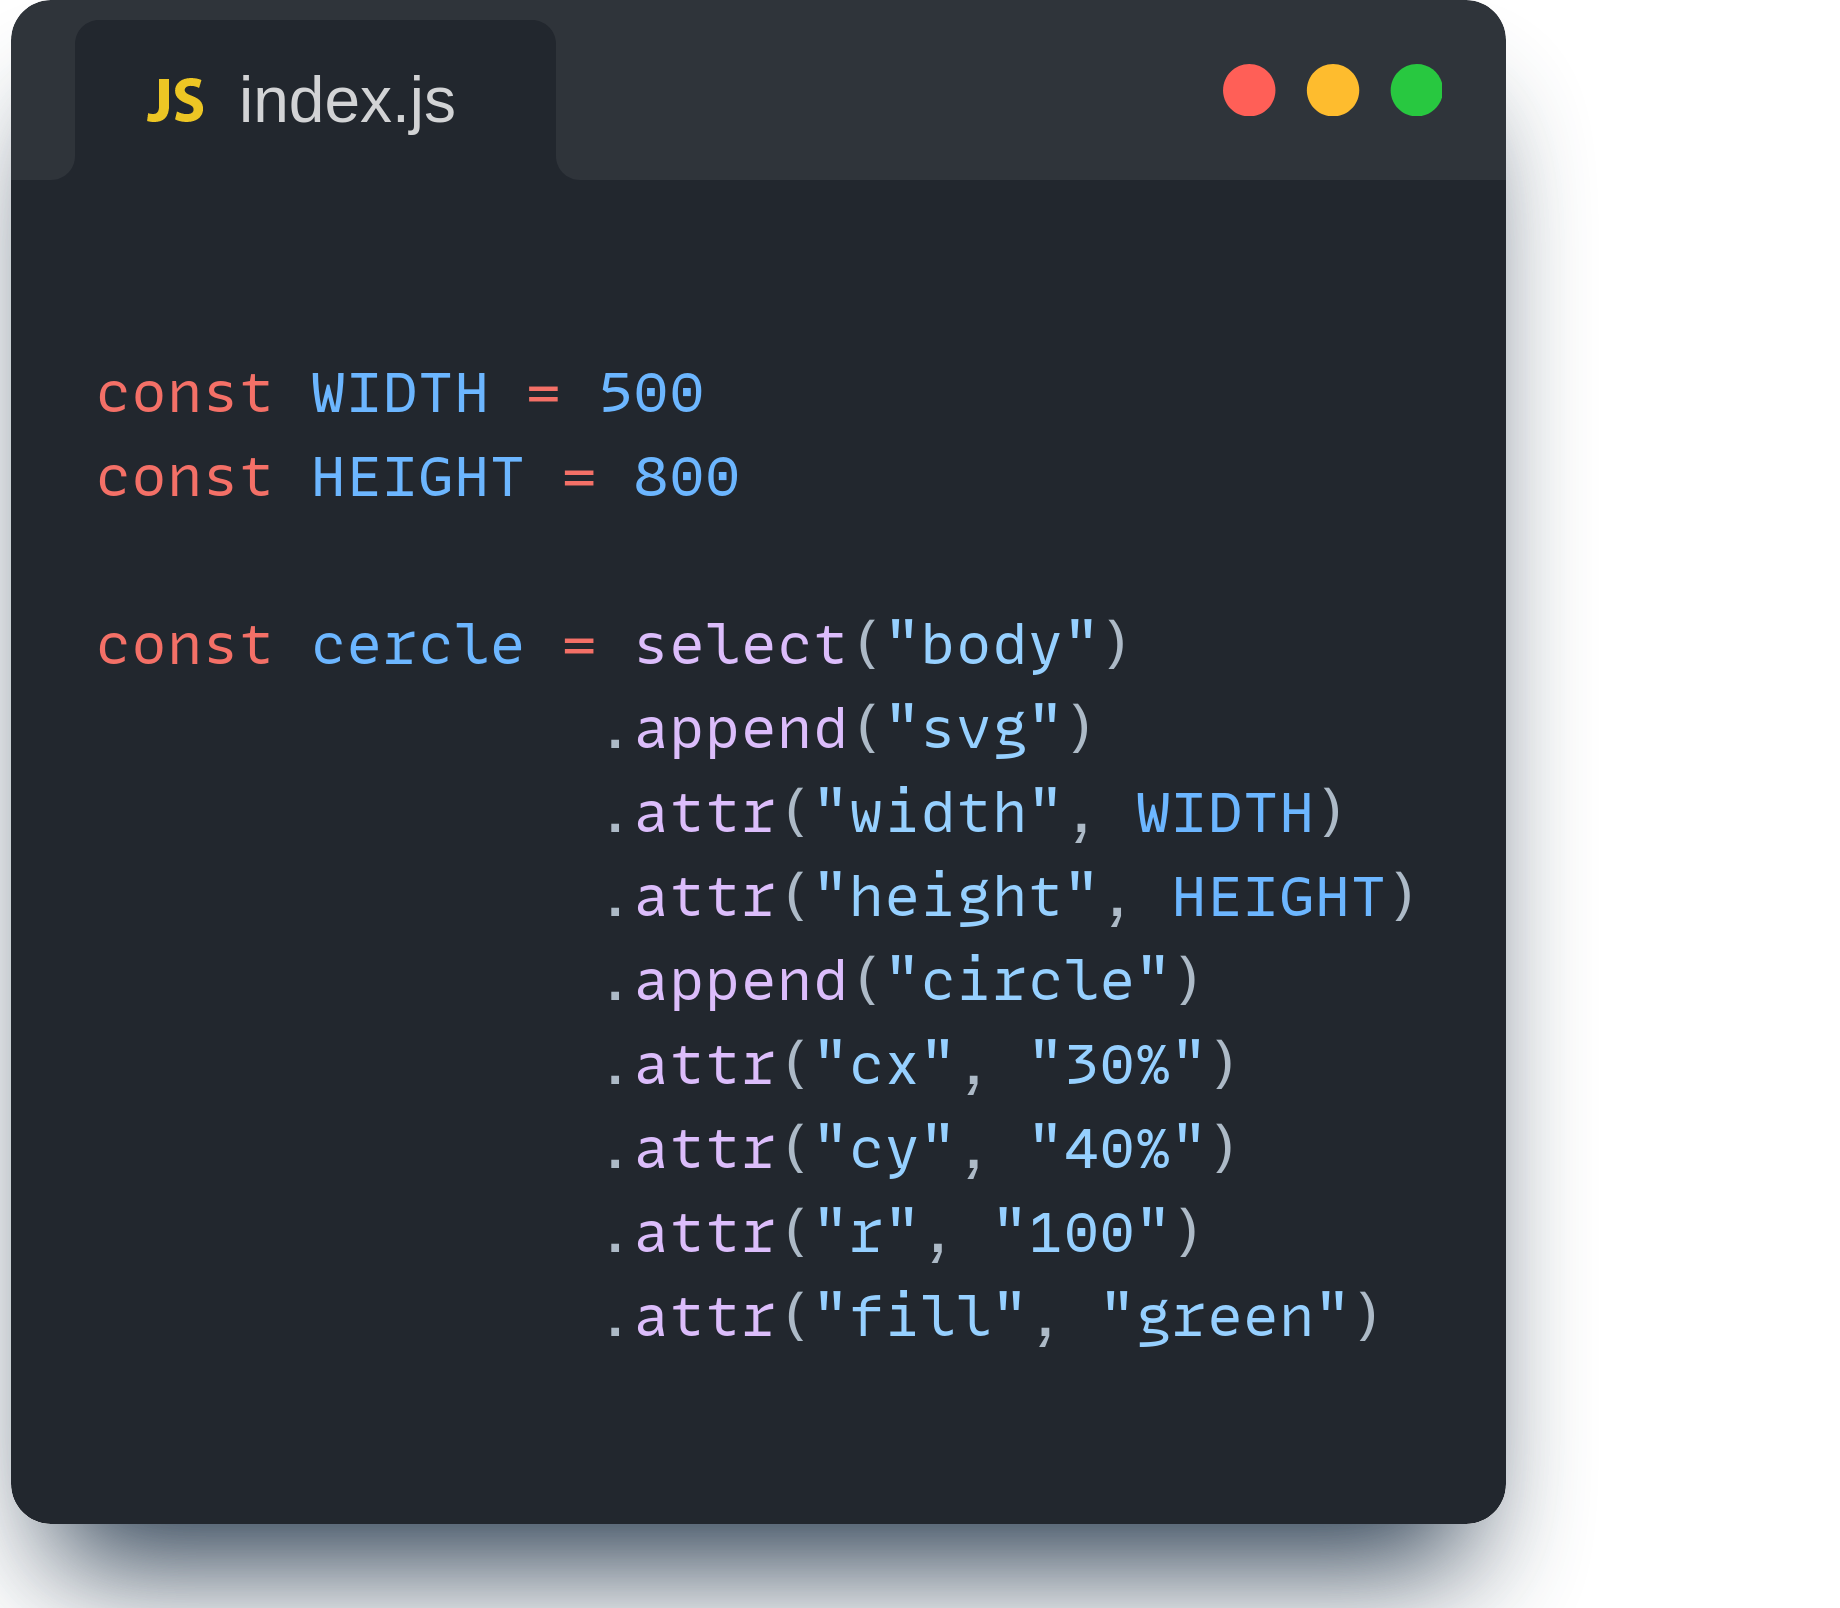 JS index.js
const WIDTH = 500
const HEIGHT = 800
const cercle = select("body")
.append("svg")
.attr("width", WIDTH)
.attr("height", HEIGHT)
.append("circle")
.attr("cx", "30%")
.attr("cy", "40%")
.attr("r", "100")
.attr("fill", "green")